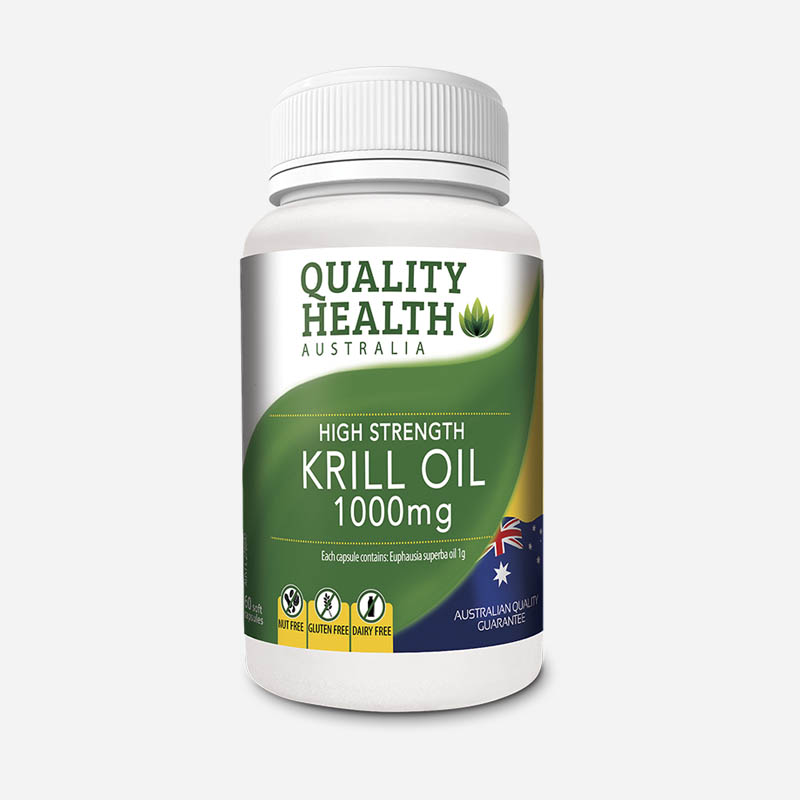 QUALITY
HEALTH
AUSTRALIA
HIGH STRENGTH
KRILL OIL
1000mg
Each capsule contains: Euphausia superba oil 1g
60 soft
capsules
NUT FREE
GLUTEN FREE
DAIRY FREE
AUSTRALIAN QUALITY
GUARANTEE